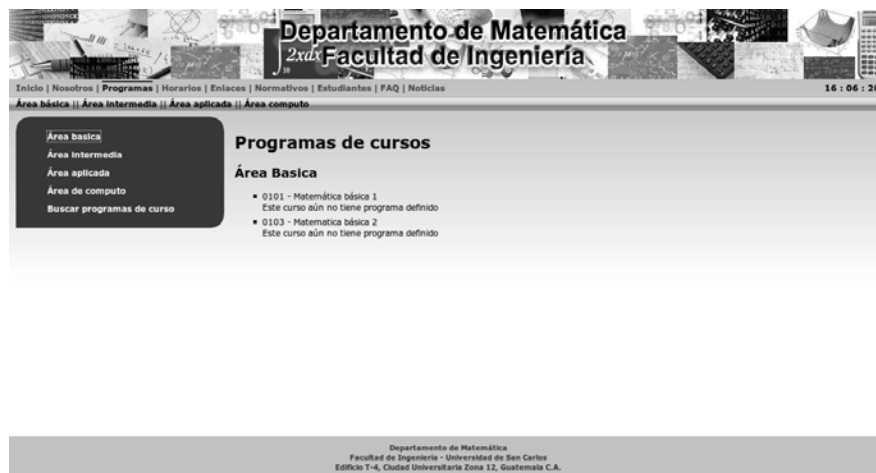 Departamento de Matemática
2xdx Facultad de Ingeniería
Inicio | Nosotros | Programas | Horarios | Enlaces | Normativos | Estudiantes | FAQ | Noticias
16 : 06 : 20
Área básica || Área intermedia || Área aplicada || Área computo
Área basica
Área intermedia
Área aplicada
Área de computo
Buscar programas de curso
Programas de cursos
Área Basica
0101 - Matemática básica 1
Este curso aún no tiene programa definido
0103 - Matematica básica 2
Este curso aún no tiene programa definido
Departamento de Matemática
Facultad de Ingeniería - Universidad de San Carlos
Edificio T-4, Ciudad Universitaria Zona 12, Guatemala C.A.